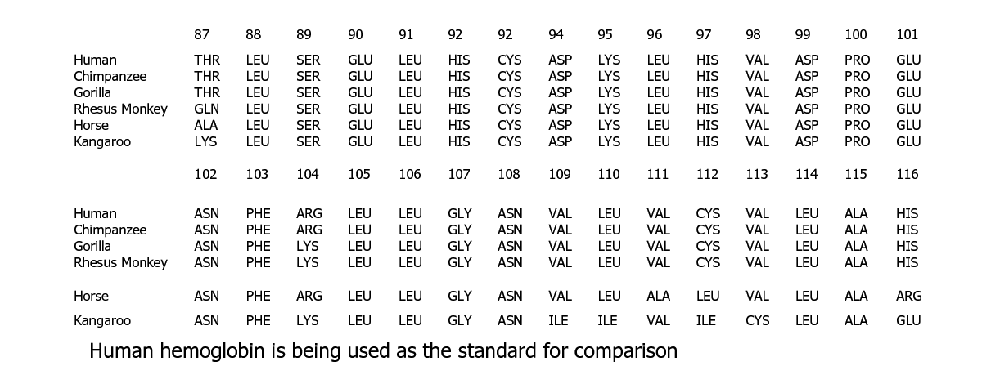 87 88 89 90 91 92 92 94 95 96 97 98 99 100 101
Human THR LEU SER GLU LEU HIS CYS ASP LYS LEU HIS VAL ASP PRO GLU
Chimpanzee THR LEU SER GLU LEU HIS CYS ASP LYS LEU HIS VAL ASP PRO GLU
Gorilla THR LEU SER GLU LEU HIS CYS ASP LYS LEU HIS VAL ASP PRO GLU
Rhesus Monkey GLN LEU SER GLU LEU HIS CYS ASP LYS LEU HIS VAL ASP PRO GLU
Horse ALA LEU SER GLU LEU HIS CYS ASP LYS LEU HIS VAL ASP PRO GLU
Kangaroo LYS LEU SER GLU LEU HIS CYS ASP LYS LEU HIS VAL ASP PRO GLU
102 103 104 105 106 107 108 109 110 111 112 113 114 115 116
Human ASN PHE ARG LEU LEU GLY ASN VAL LEU VAL CYS VAL LEU ALA HIS
Chimpanzee ASN PHE ARG LEU LEU GLY ASN VAL LEU VAL CYS VAL LEU ALA HIS
Gorilla ASN PHE LYS LEU LEU GLY ASN VAL LEU VAL CYS VAL LEU ALA HIS
Rhesus Monkey ASN PHE LYS LEU LEU GLY ASN VAL LEU VAL CYS VAL LEU ALA HIS
Horse ASN PHE ARG LEU LEU GLY ASN VAL LEU ALA LEU VAL LEU ALA ARG
Kangaroo ASN PHE LYS LEU LEU GLY ASN ILE ILE VAL ILE CYS LEU ALA GLU
Human hemoglobin is being used as the standard for comparison